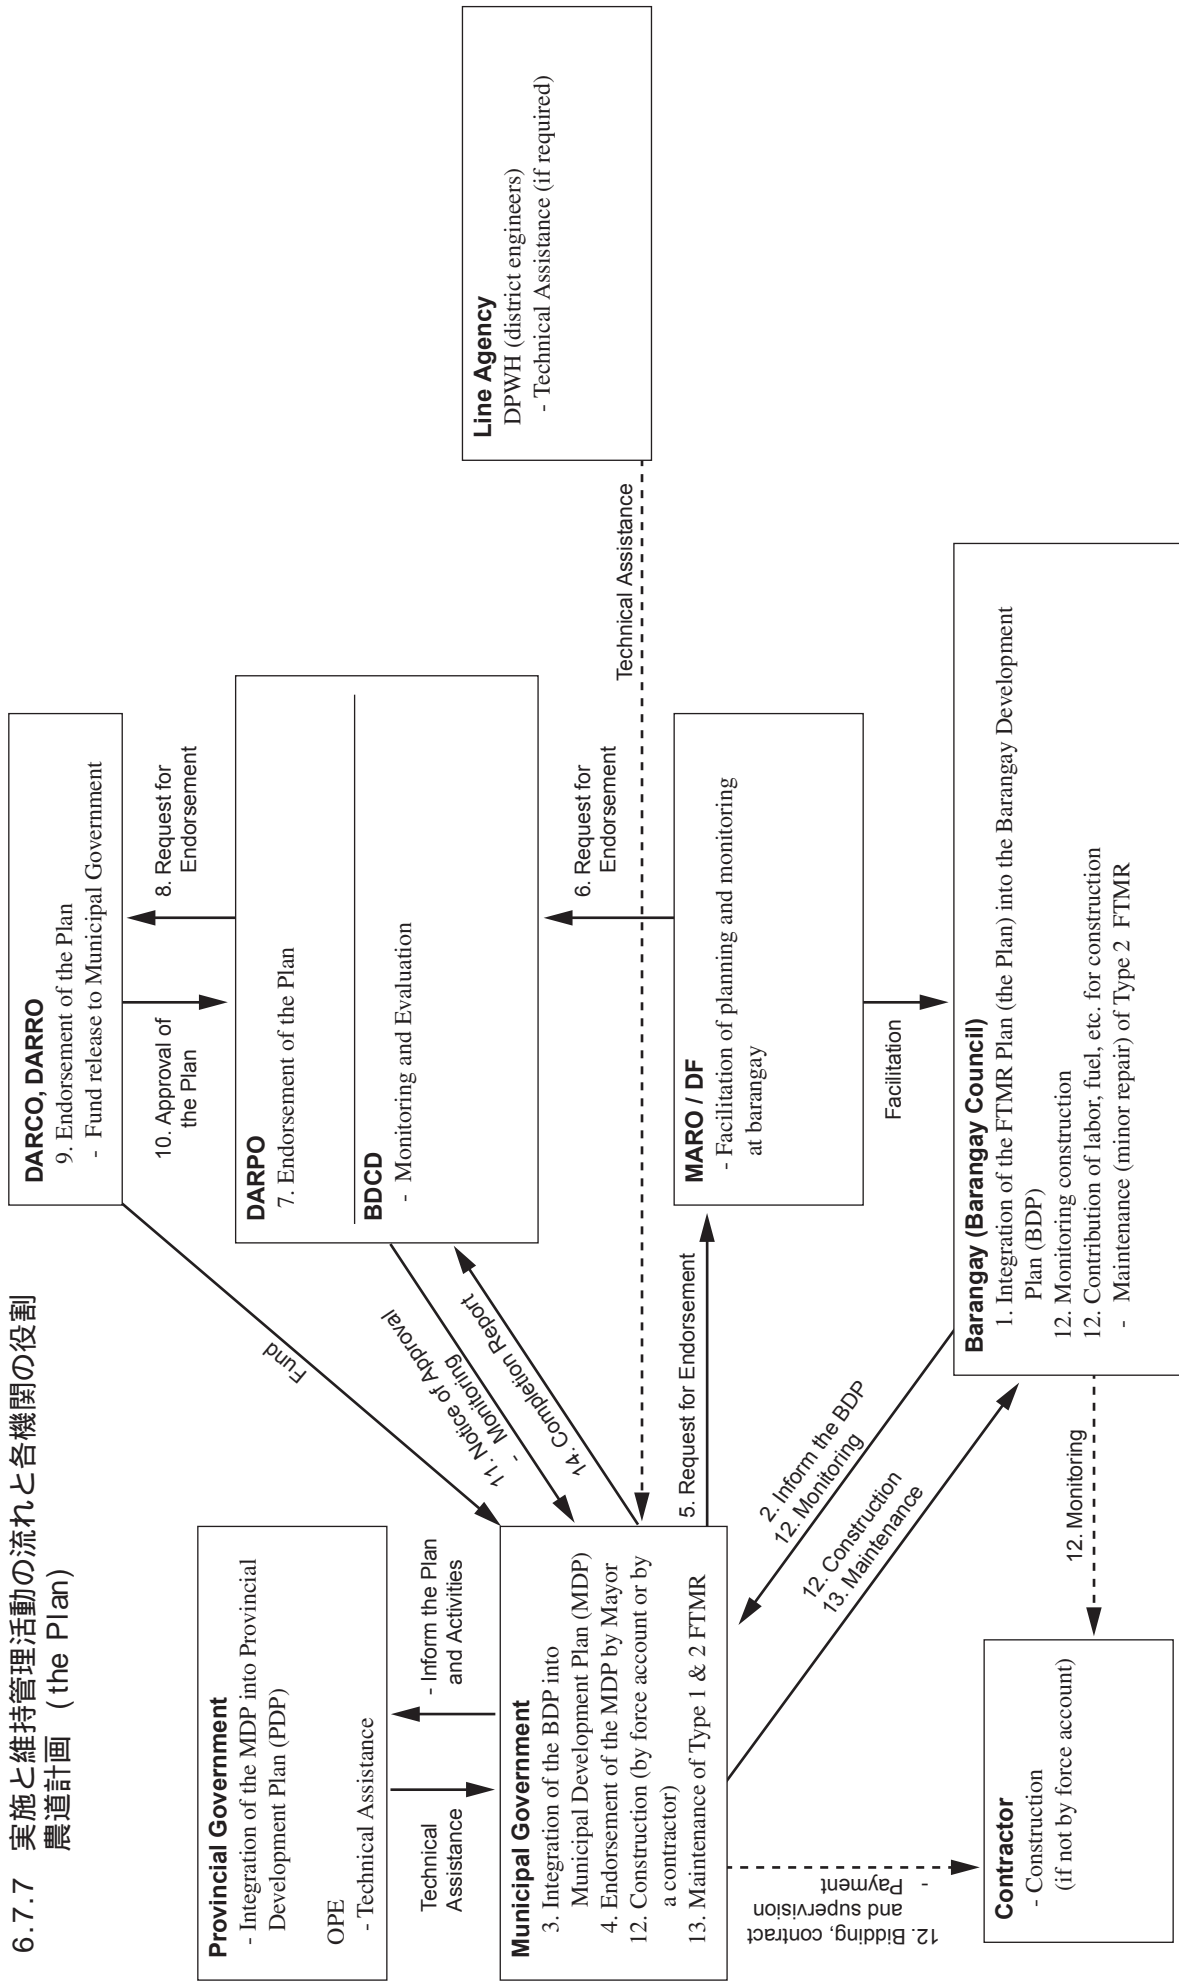 6.7.7 実施と維持管理活動の流れと各機関の役割
農道計画 (the Plan)
DARCO, DARRO
9. Endorsement of the Plan
- Fund release to Municipal Government
10. Approval of
the Plan
8. Request for
Endorsement
Fund
Provincial Government
- Integration of the MDP into Provincial
Development Plan (PDP)
OPE
- Technical Assistance
DARPO
7. Endorsement of the Plan
BDCD
- Monitoring and Evaluation
Line Agency
DPWH (district engineers)
- Technical Assistance (if required)
Technical
Assistance
- Inform the Plan
and Activities
11. Notice of Approval
- Monitoring
14. Completion Report
6. Request for
Endorsement
Technical Assistance
Municipal Government
3. Integration of the BDP into
Municipal Development Plan (MDP)
4. Endorsement of the MDP by Mayor
12. Construction (by force account or by
a contractor)
13. Maintenance of Type 1 & 2 FTMR
5. Request for Endorsement
MARO / DF
- Facilitation of planning and monitoring
at barangay
Facilitation
2. Inform the BDP
12. Monitoring
12. Construction
13. Maintenance
12. Bidding, contract
and supervision
- Payment
Barangay (Barangay Council)
1. Integration of the FTMR Plan (the Plan) into the Barangay Development
Plan (BDP)
12. Monitoring construction
12. Contribution of labor, fuel, etc. for construction
- Maintenance (minor repair) of Type 2 FTMR
12. Monitoring
Contractor
- Construction
(if not by force account)